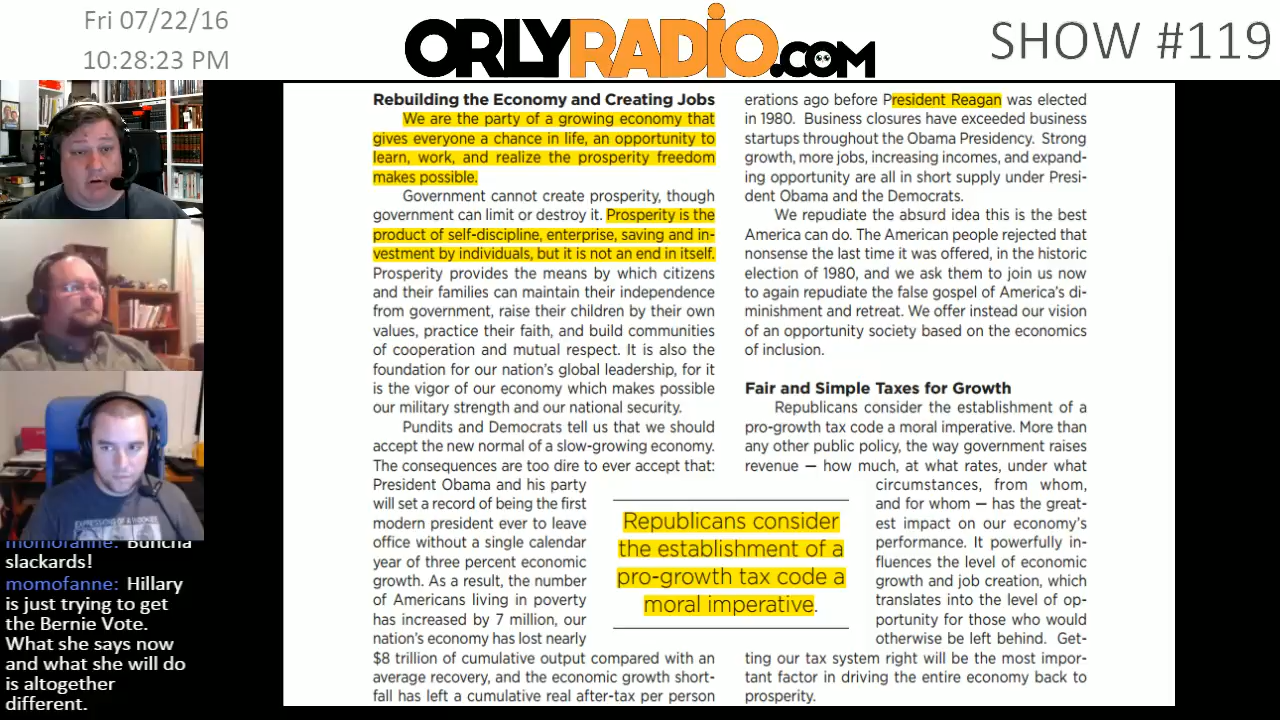 Fri 07/22/16
10:28:23 PM
ORLYRADiO.COM
SHOW #119
Rebuilding the Economy and Creating Jobs
We are the party of a growing economy that
gives everyone a chance in life, an opportunity to
learn, work, and realize the prosperity freedom
makes possible.
Government cannot create prosperity, though
government can limit or destroy it. Prosperity is the
product of self-discipline, enterprise, saving and in-
vestment by individuals, but it is not an end in itself.
Prosperity provides the means by which citizens
and their families can maintain their independence
from government, raise their children by their own
values, practice their faith, and build communities
of cooperation and mutual respect. It is also the
foundation for our nation's global leadership, for it
is the vigor of our economy which makes possible
our military strength and our national security.
Pundits and Democrats tell us that we should
accept the new normal of a slow-growing economy.
The consequences are too dire to ever accept that:
President Obama and his party
will set a record of being the first
modern president ever to leave
office without a single calendar
year of three percent economic
growth. As a result, the number
of Americans living in poverty
has increased by 7 million, our
nation's economy has lost nearly
$8 trillion of cumulative output compared with an
average recovery, and the economic growth short-
fall has left a cumulative real after-tax per person
Republicans consider
the establishment of a
pro-growth tax code a
moral imperative.
erations ago before President Reagan was elected
in 1980. Business closures have exceeded business
startups throughout the Obama Presidency. Strong
growth, more jobs, increasing incomes, and expand-
ing opportunity are all in short supply under Presi-
dent Obama and the Democrats.
We repudiate the absurd idea this is the best
America can do. The American people rejected that
nonsense the last time it was offered, in the historic
election of 1980, and we ask them to join us now
to again repudiate the false gospel of America's di-
minishment and retreat. We offer instead our vision
of an opportunity society based on the economics
of inclusion.
Fair and Simple Taxes for Growth
Republicans consider the establishment of a
pro-growth tax code a moral imperative. More than
any other public policy, the way government raises
revenue — how much, at what rates, under what
circumstances, from whom,
and for whom — has the great-
est impact on our economy's
performance. It powerfully in-
fluences the level of economic
growth and job creation, which
translates into the level of op-
portunity for those who would
otherwise be left behind. Get-
ting our tax system right will be the most impor-
tant factor in driving the entire economy back to
prosperity.
momofanne: Buncha
slackards!
momofanne: Hillary
is just trying to get
the Bernie Vote.
What she says now
and what she will do
is altogether
different.